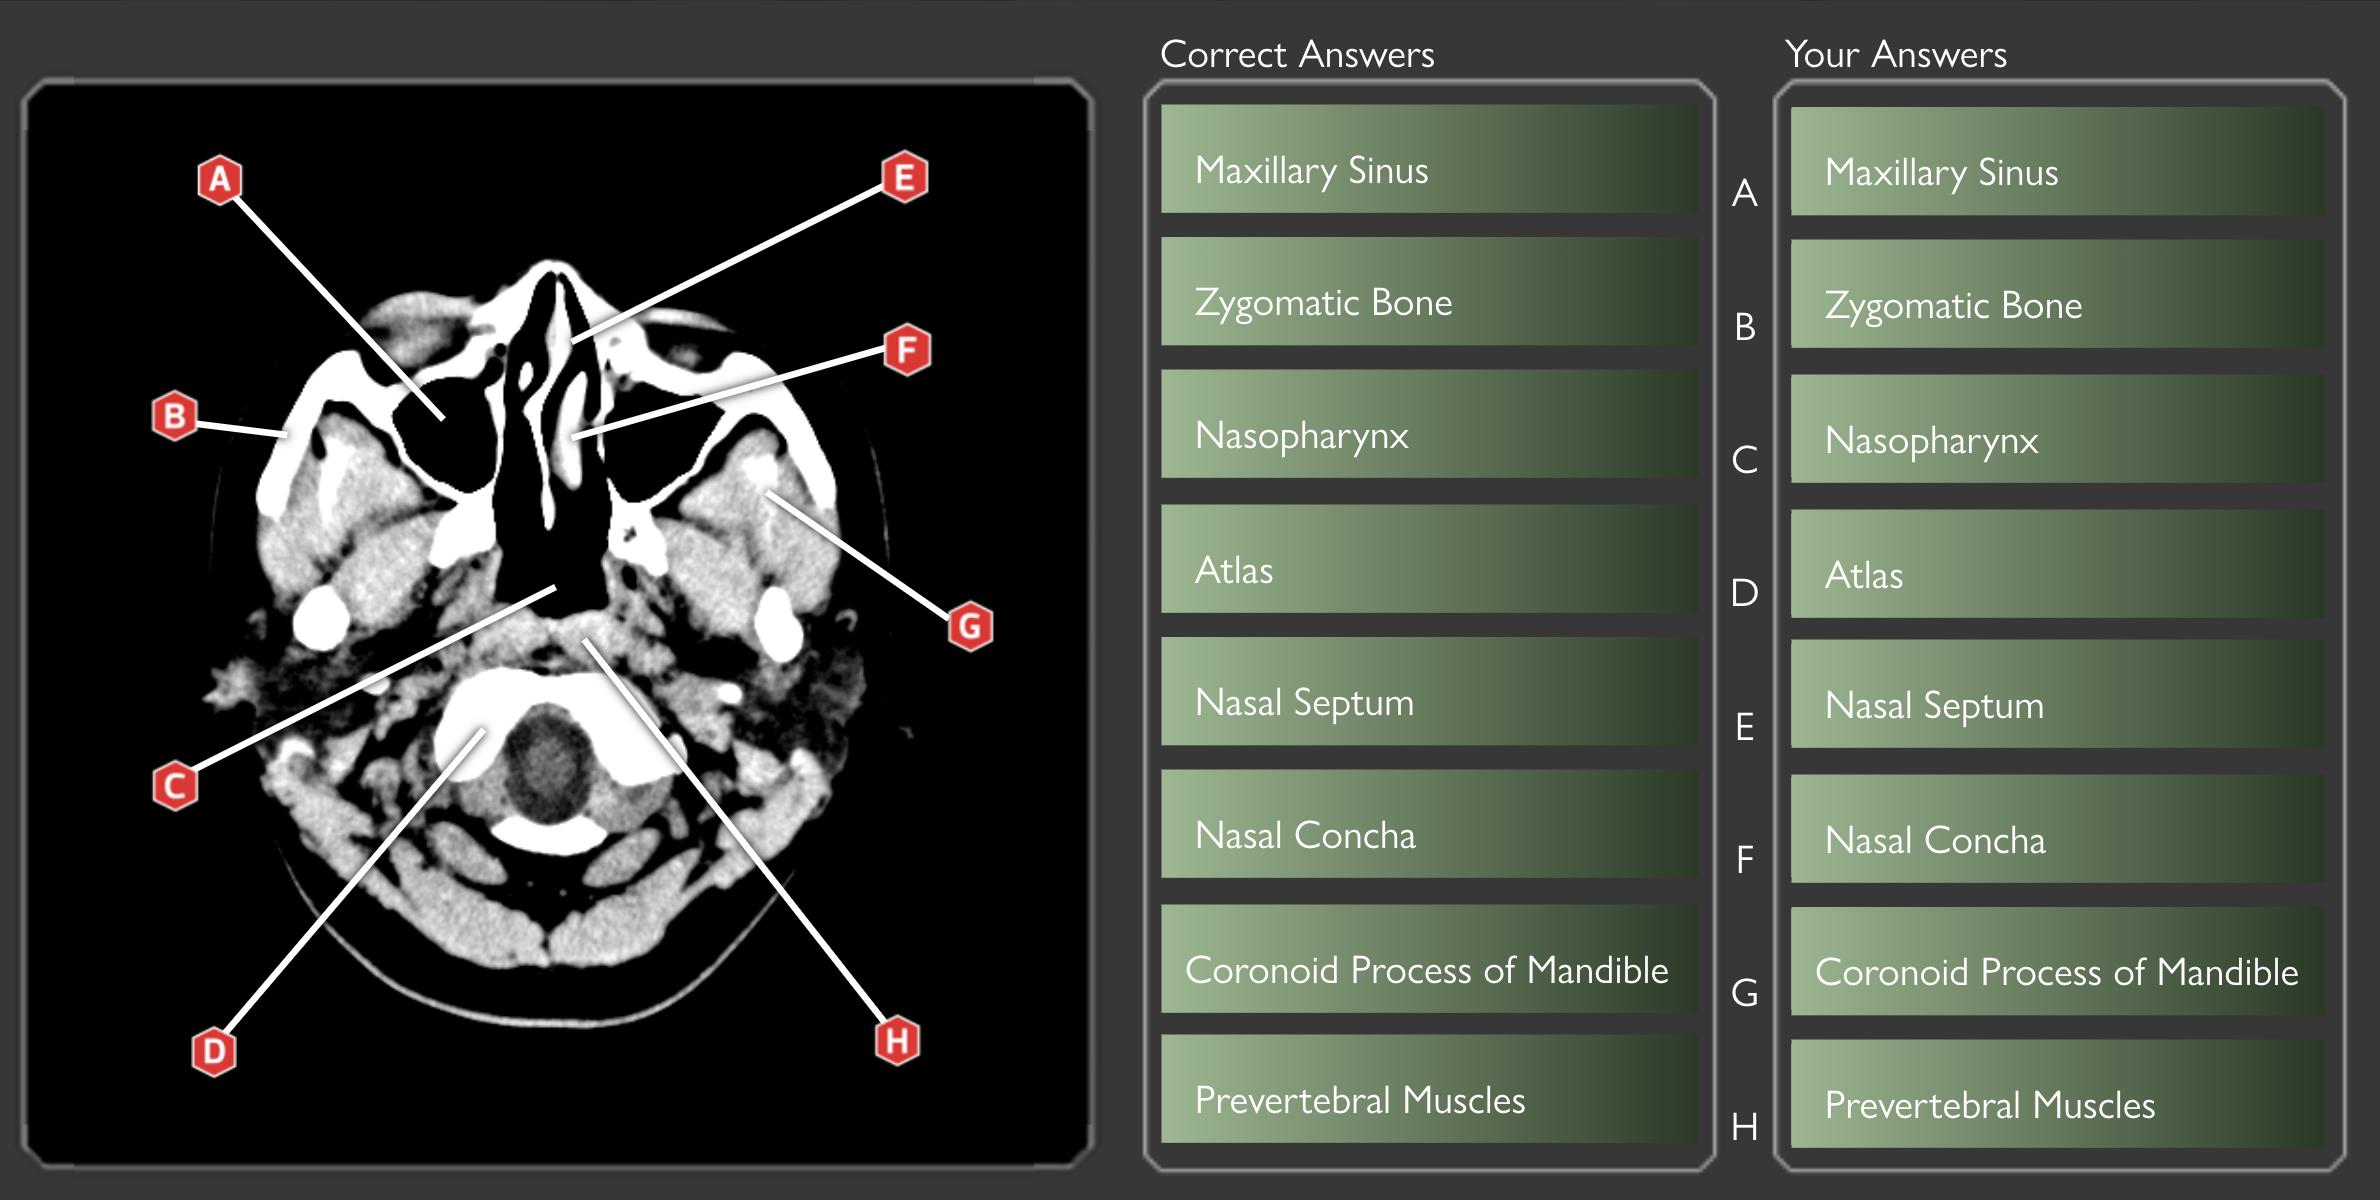 Correct Answers
Your Answers
A
B
C
D
E
F
G
H
Maxillary Sinus
Zygomatic Bone
Nasopharynx
Atlas
Nasal Septum
Nasal Concha
Coronoid Process of Mandible
Prevertebral Muscles
A
B
C
D
E
F
G
H
Maxillary Sinus
Zygomatic Bone
Nasopharynx
Atlas
Nasal Septum
Nasal Concha
Coronoid Process of Mandible
Prevertebral Muscles